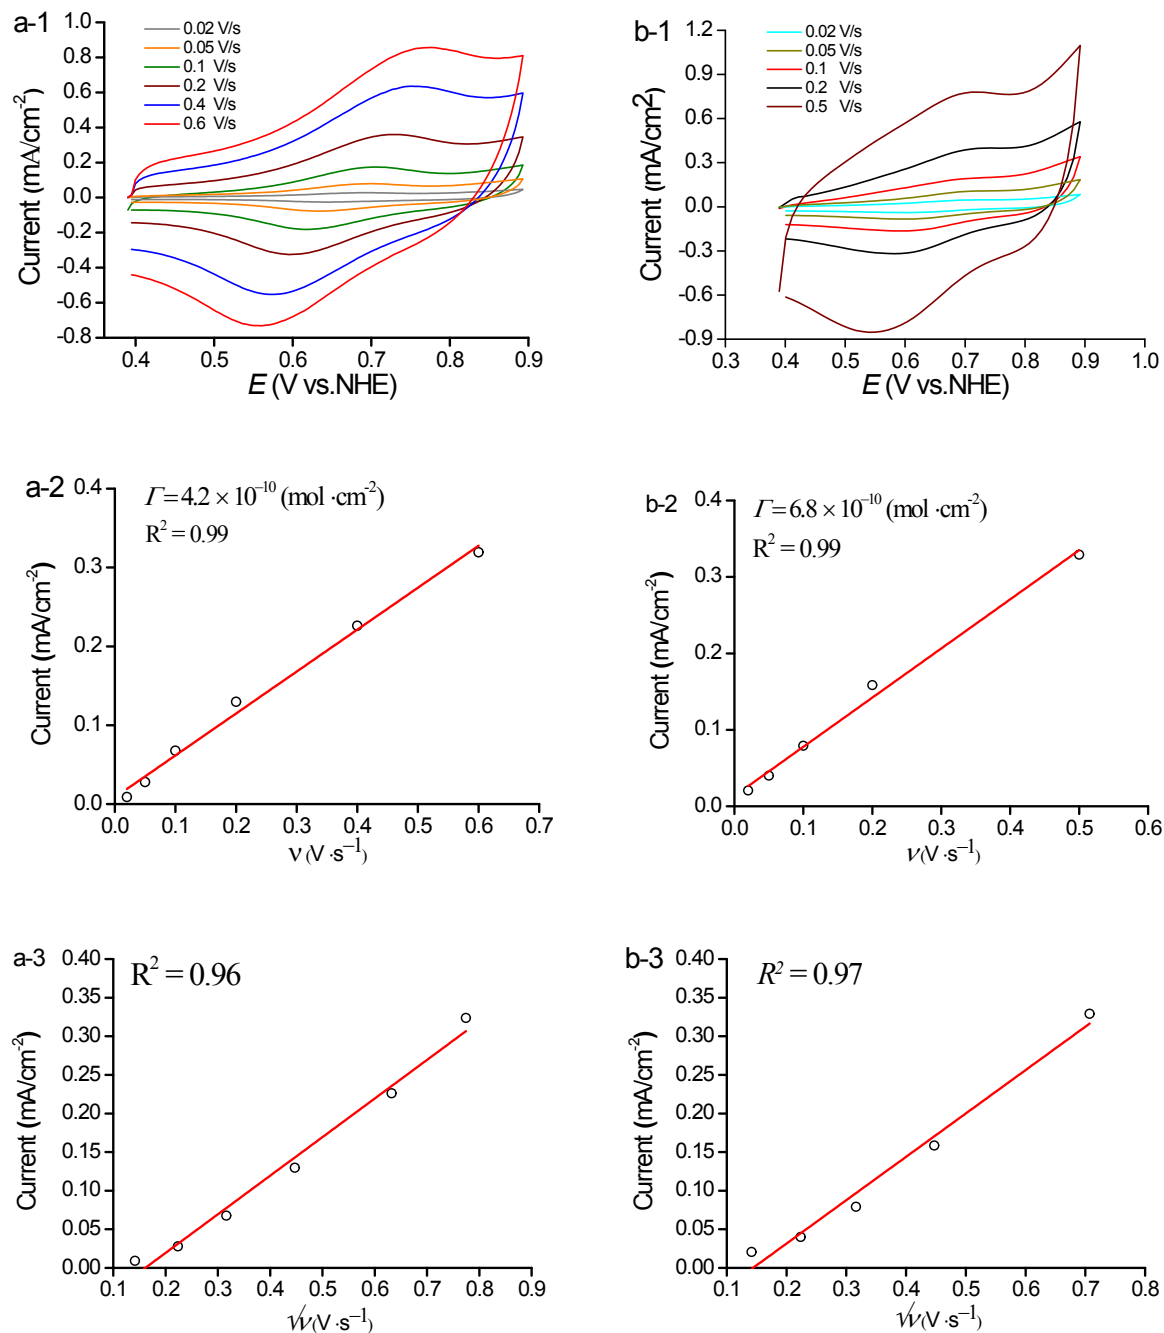 a-1
0.02 V/s
0.05 V/s
0.1 V/s
0.2 V/s
0.4 V/s
0.6 V/s
1.0
0.8
0.6
0.4
0.2
0.0
-0.2
-0.4
-0.6
-0.8
Current (mA/cm⁻²)
0.4 0.5 0.6 0.7 0.8 0.9
E (V vs.NHE)
b-1
0.02 V/s
0.05 V/s
0.1 V/s
0.2 V/s
0.5 V/s
1.2
0.9
0.6
0.3
0.0
-0.3
-0.6
-0.9
Current (mA/cm²)
0.3 0.4 0.5 0.6 0.7 0.8 0.9 1.0
E (V vs.NHE)
a-2
Γ = 4.2 × 10⁻¹⁰ (mol ·cm⁻²)
R² = 0.99
0.4
0.3
0.2
0.1
0.0
Current (mA/cm⁻²)
0.0 0.1 0.2 0.3 0.4 0.5 0.6 0.7
ν (V ·s⁻¹)
b-2
Γ = 6.8 × 10⁻¹⁰ (mol ·cm⁻²)
R² = 0.99
0.4
0.3
0.2
0.1
0.0
Current (mA/cm⁻²)
0.0 0.1 0.2 0.3 0.4 0.5 0.6
ν (V ·s⁻¹)
a-3
R² = 0.96
0.40
0.35
0.30
0.25
0.20
0.15
0.10
0.05
0.00
Current (mA/cm⁻²)
0.1 0.2 0.3 0.4 0.5 0.6 0.7 0.8 0.9
√ν (V ·s⁻¹)
b-3
R² = 0.97
0.40
0.35
0.30
0.25
0.20
0.15
0.10
0.05
0.00
Current (mA/cm⁻²)
0.1 0.2 0.3 0.4 0.5 0.6 0.7 0.8
√ν (V ·s⁻¹)